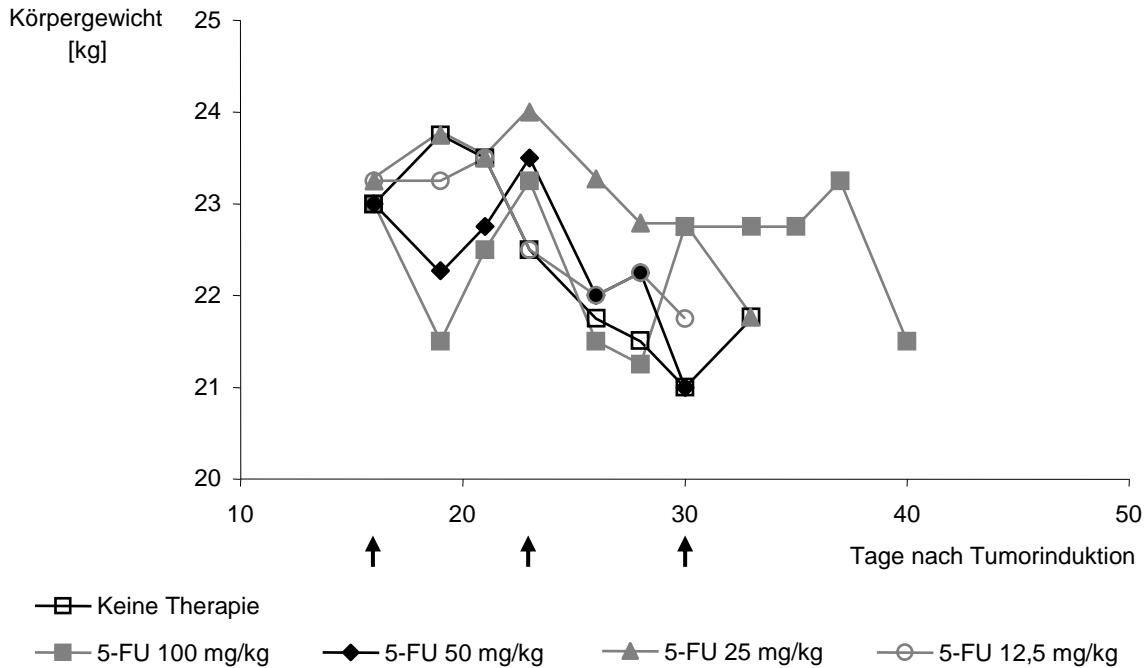 Körpergewicht
[kg]
25
24
23
22
21
20
10 20 30 40 50
Tage nach Tumorinduktion
Keine Therapie
5-FU 100 mg/kg 5-FU 50 mg/kg 5-FU 25 mg/kg 5-FU 12,5 mg/kg